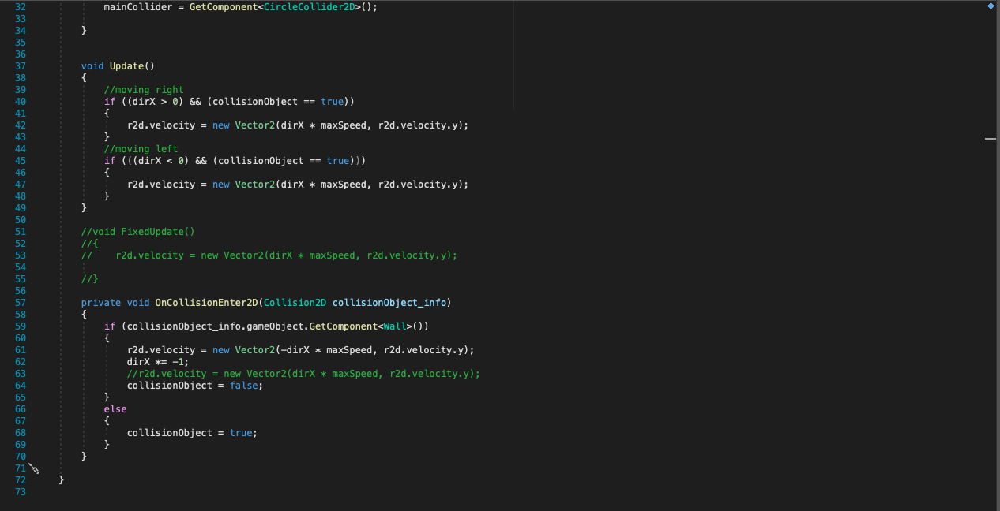 32 mainCollider = GetComponent<CircleCollider2D>();
33
34 }
35
36
37 void Update()
38 {
39 //moving right
40 if ((dirX > 0) && (collisionObject == true))
41 {
42 r2d.velocity = new Vector2(dirX * maxSpeed, r2d.velocity.y);
43 }
44 //moving left
45 if (((dirX < 0) && (collisionObject == true)))
46 {
47 r2d.velocity = new Vector2(dirX * maxSpeed, r2d.velocity.y);
48 }
49 }
50
51 //void FixedUpdate()
52 //{
53 // r2d.velocity = new Vector2(dirX * maxSpeed, r2d.velocity.y);
54
55 //}
56
57 private void OnCollisionEnter2D(Collision2D collisionObject_info)
58 {
59 if (collisionObject_info.gameObject.GetComponent<Wall>())
60 {
61 r2d.velocity = new Vector2(-dirX * maxSpeed, r2d.velocity.y);
62 dirX *= -1;
63 //r2d.velocity = new Vector2(dirX * maxSpeed, r2d.velocity.y);
64 collisionObject = false;
65 }
66 else
67 {
68 collisionObject = true;
69 }
70 }
71
72 }
73